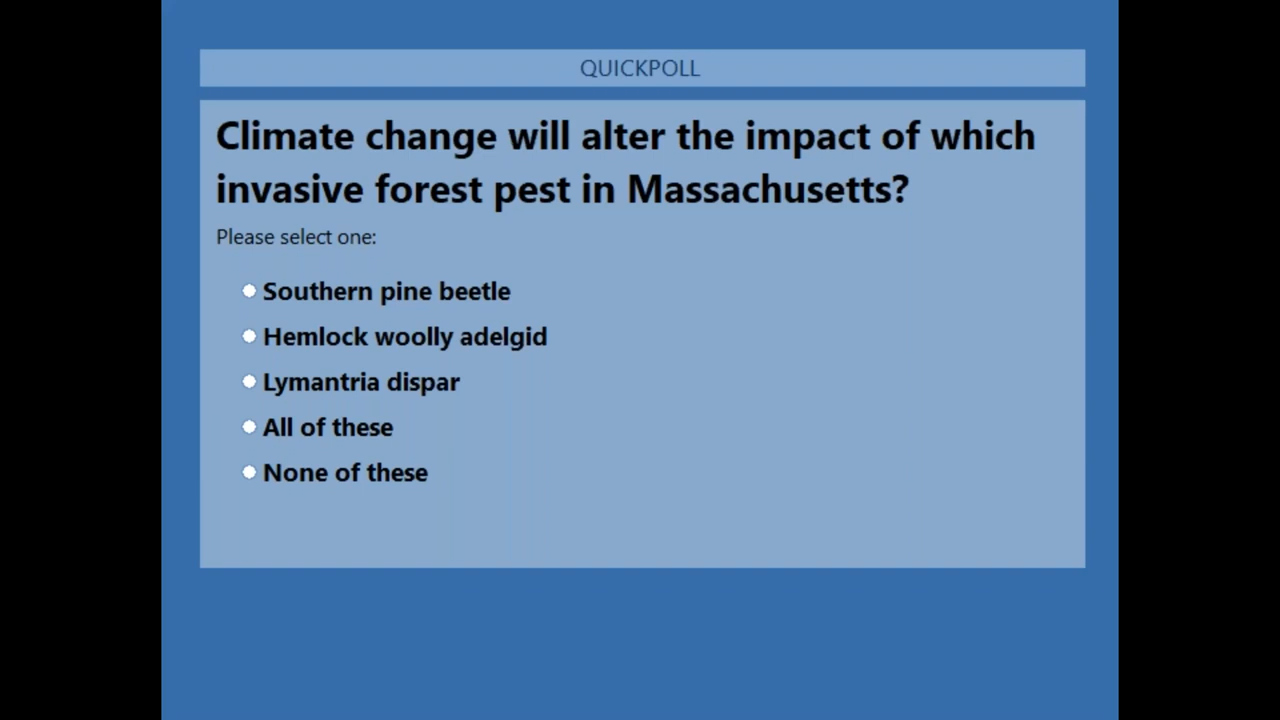 QUICKPOLL
Climate change will alter the impact of which
invasive forest pest in Massachusetts?
Please select one:
Southern pine beetle
Hemlock woolly adelgid
Lymantria dispar
All of these
None of these